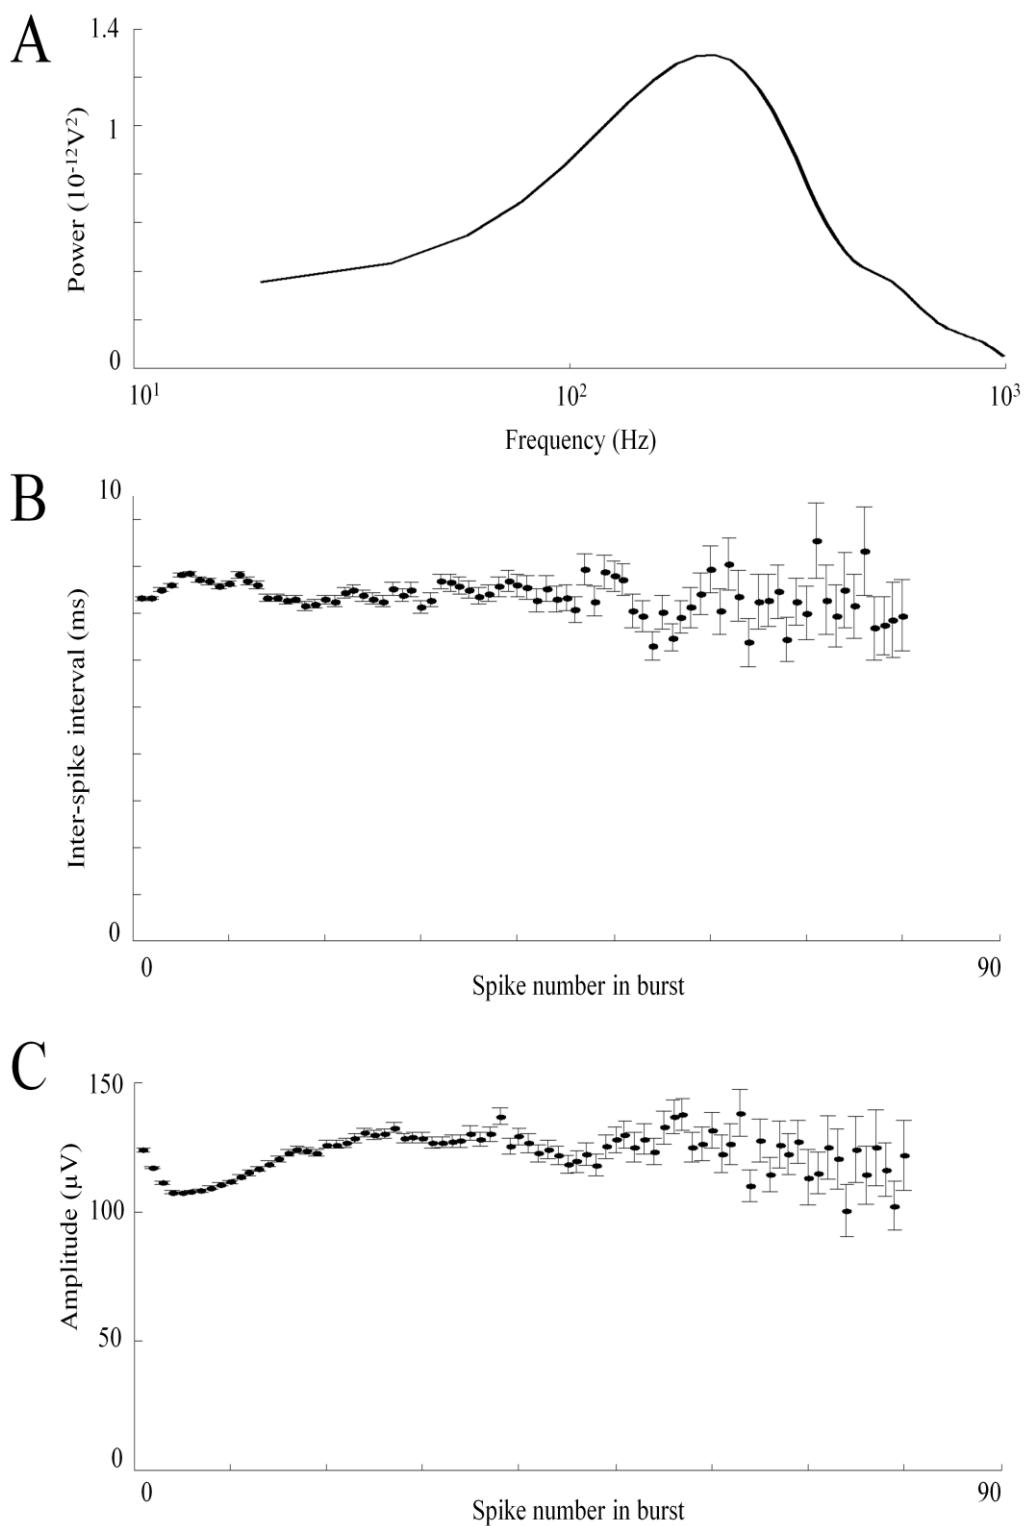 A
1.4
1
0
Power (10⁻¹²V²)
10¹
10²
10³
Frequency (Hz)
B
10
0
Inter-spike interval (ms)
0
90
Spike number in burst
C
150
100
50
0
Amplitude (µV)
0
90
Spike number in burst